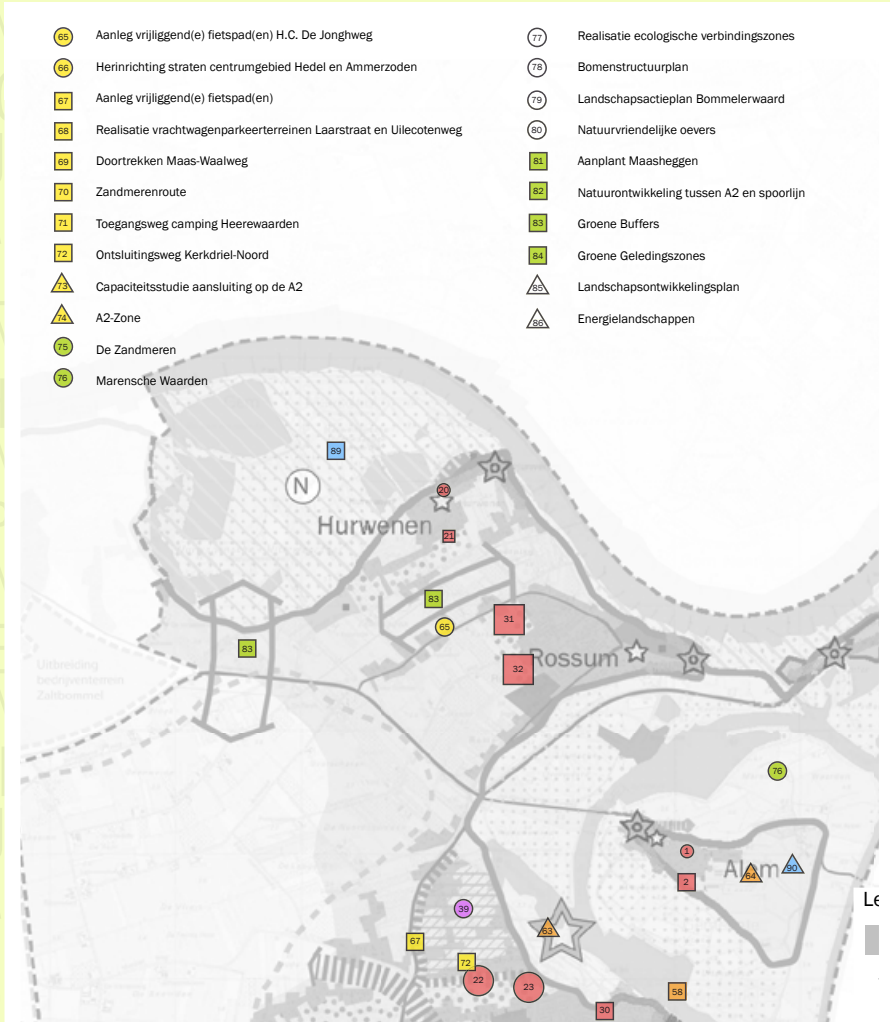 65 Aanleg vrijliggend(e) fietspad(en) H.C. De Jonghweg
66 Herinrichting straten centrumgebied Hedel en Ammerzoden
67 Aanleg vrijliggend(e) fietspad(en)
68 Realisatie vrachtwagenparkeerterreinen Laarstraat en Uilecotenweg
69 Doortrekken Maas-Waalweg
70 Zandmerenroute
71 Toegangsweg camping Heerewaarden
72 Ontsluitingsweg Kerkdriel-Noord
73 Capaciteitsstudie aansluiting op de A2
74 A2-Zone
75 De Zandmeren
76 Marensche Waarden
77 Realisatie ecologische verbindingszones
78 Bomenstructuurplan
79 Landschapsactieplan Bommelerwaard
80 Natuurvriendelijke oevers
81 Aanplant Maasheggen
82 Natuurontwikkeling tussen A2 en spoorlijn
83 Groene Buffers
84 Groene Geledingszones
85 Landschapsontwikkelingsplan
86 Energielandschappen
89
N
20
Hurwenen
21
83
31
65
83
Rossum
32
Uitbreiding
bedrijventerreinen
Zaltbommel
76
1
Alem
64
90
2
Le
39
63
67
72
22
23
58
30